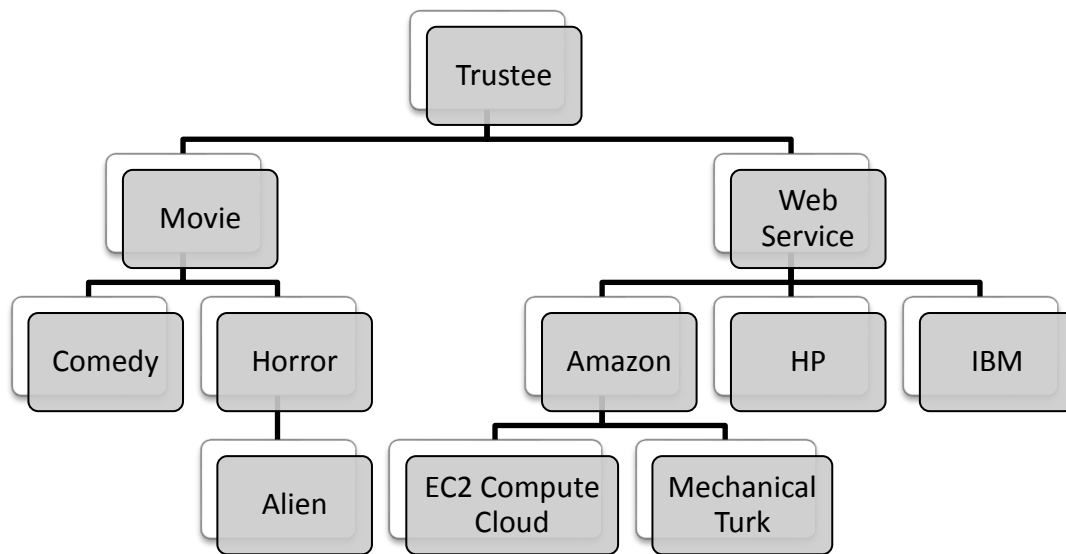 Trustee
Movie
Web
Service
Comedy
Horror
Amazon
HP
IBM
Alien
EC2 Compute
Cloud
Mechanical
Turk